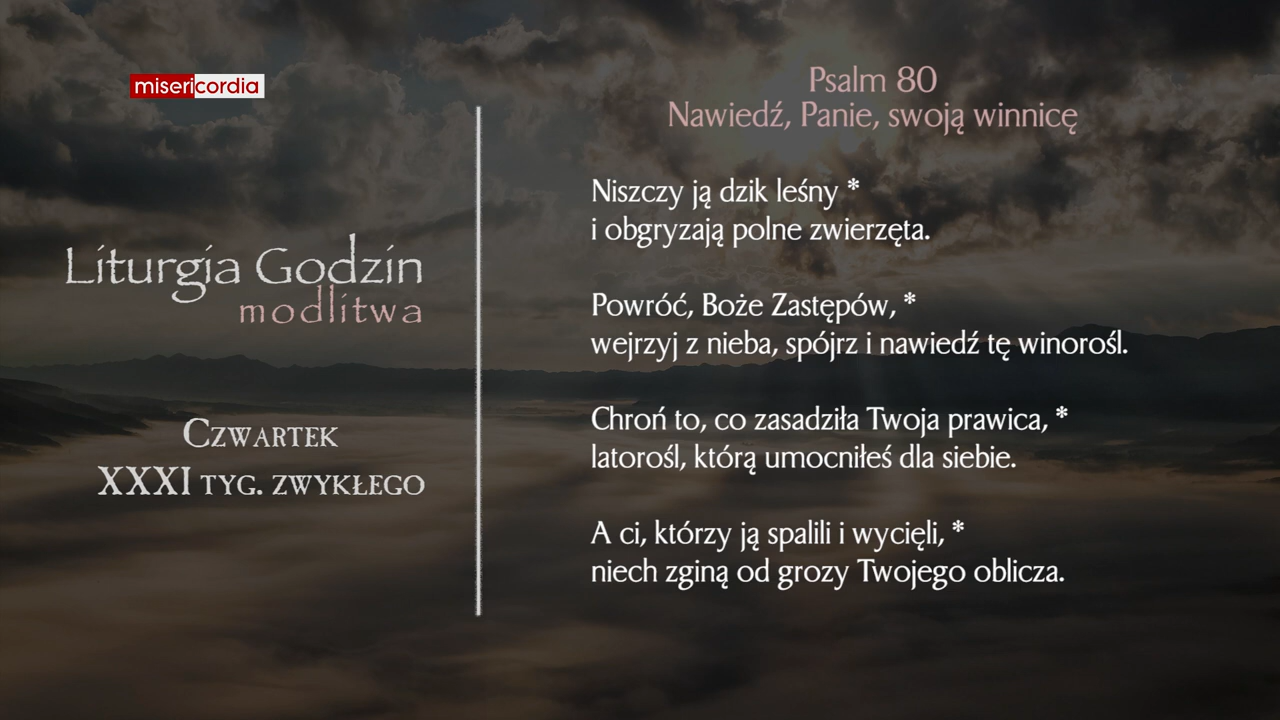 misericordia
Liturgia Godzin
modlitwa
Czwartek
XXXI tyg. zwykłego
Psalm 80
Nawiedź, Panie, swoją winnicę
Niszczy ją dzik leśny *
i obgryzają polne zwierzęta.
Powróć, Boże Zastępów, *
wejrzyj z nieba, spójrz i nawiedź tę winorośl.
Chroń to, co zasadziła Twoja prawica, *
latorośl, którą umocniłeś dla siebie.
A ci, którzy ją spalili i wycięli, *
niech zginą od grozy Twojego oblicza.